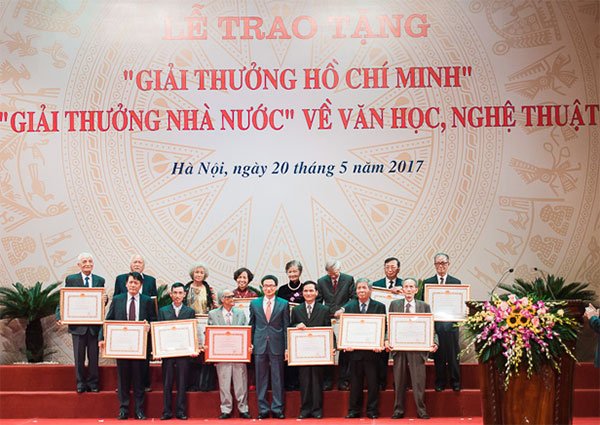 LỄ TRAO TẶNG
"GIẢI THƯỞNG HỒ CHÍ MINH"
"GIẢI THƯỞNG NHÀ NƯỚC" VỀ VĂN HỌC, NGHỆ THUẬT
Hà Nội, ngày 20 tháng 5 năm 2017